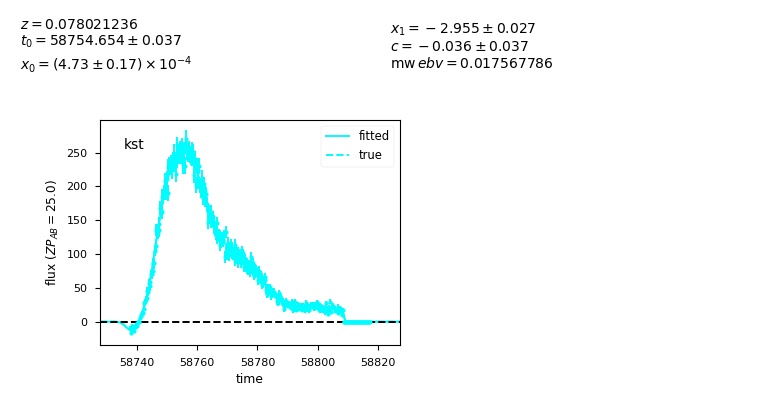 z = 0.078021236
t₀ = 58754.654 ± 0.037
x₀ = (4.73 ± 0.17) × 10⁻⁴
x₁ = −2.955 ± 0.027
c = −0.036 ± 0.037
mw ebv = 0.017567786
kst
fitted
true
flux (ZP_AB = 25.0)
250
200
150
100
50
0
58740 58760 58780 58800 58820
time